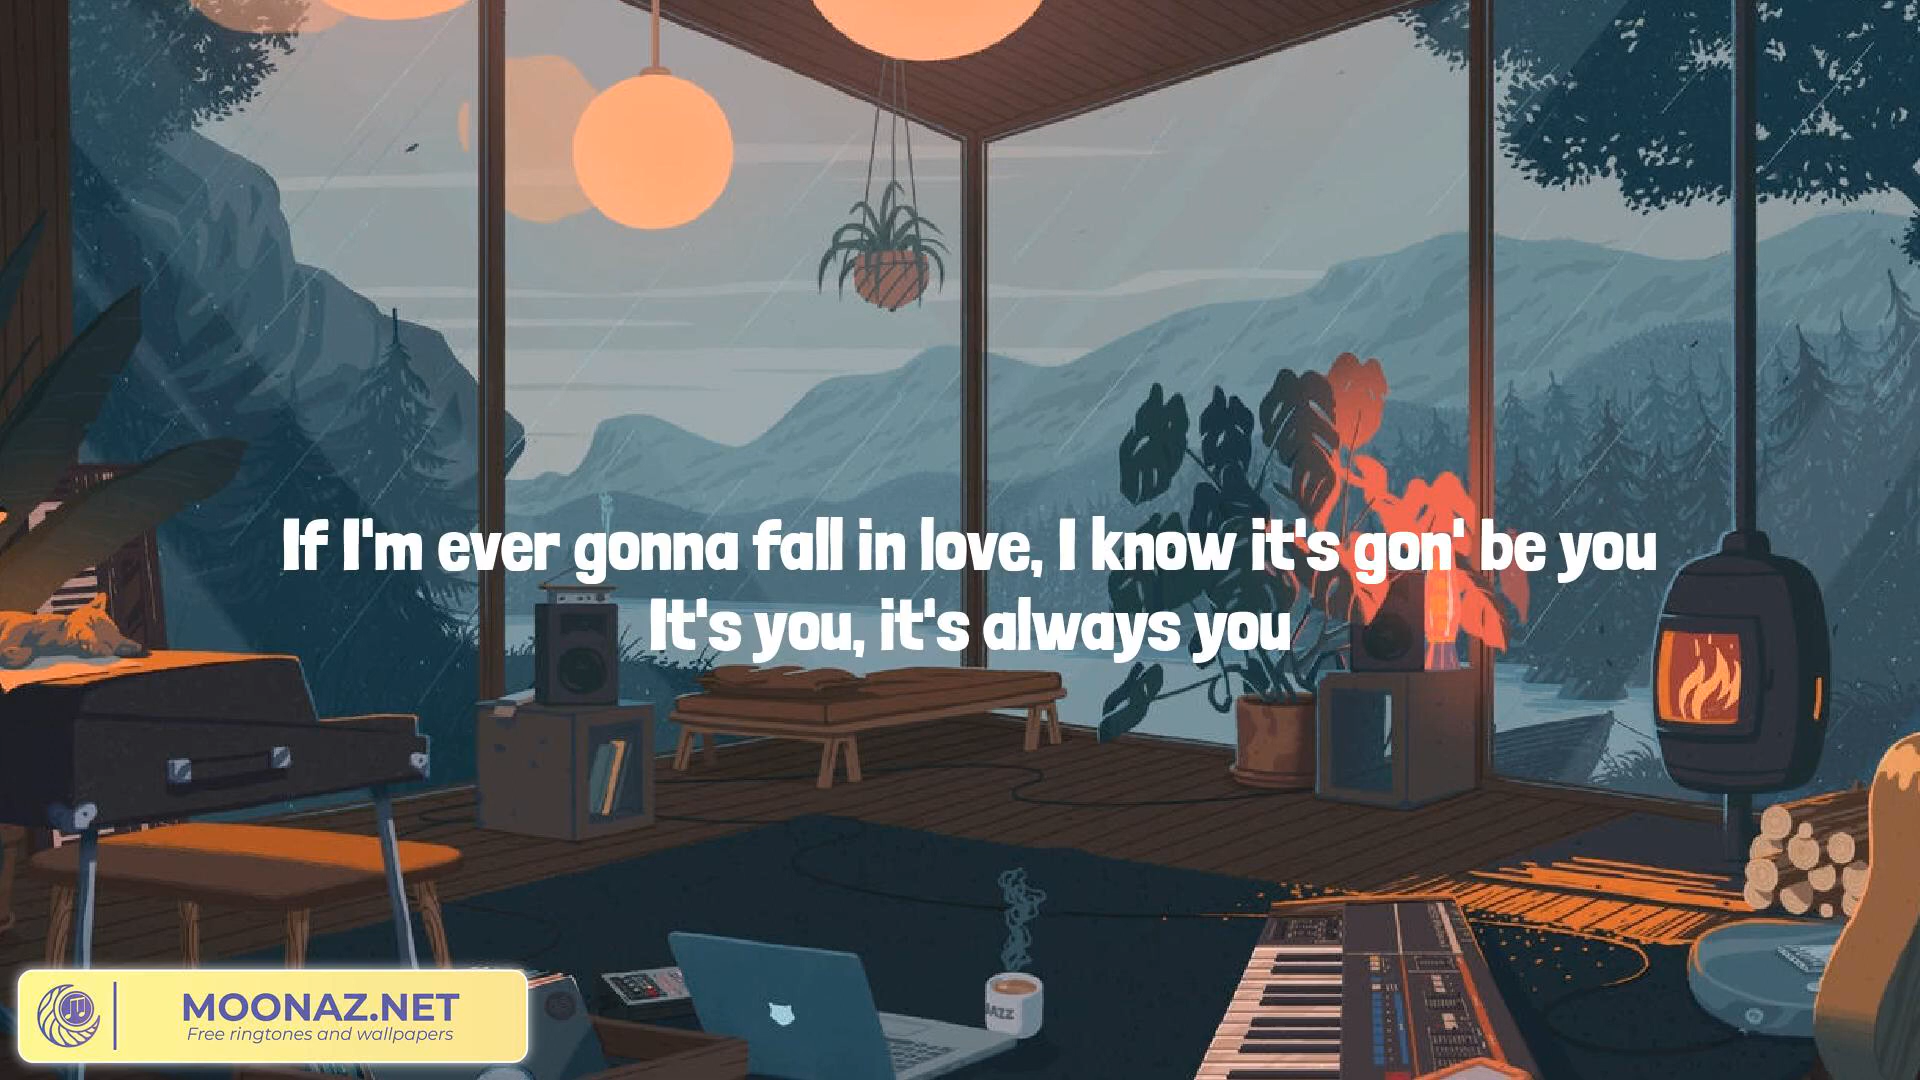 If I'm ever gonna fall in love, I know it's gon' be you
It's you, it's always you
MOONAZ.NET
Free ringtones and wallpapers
JAZZ